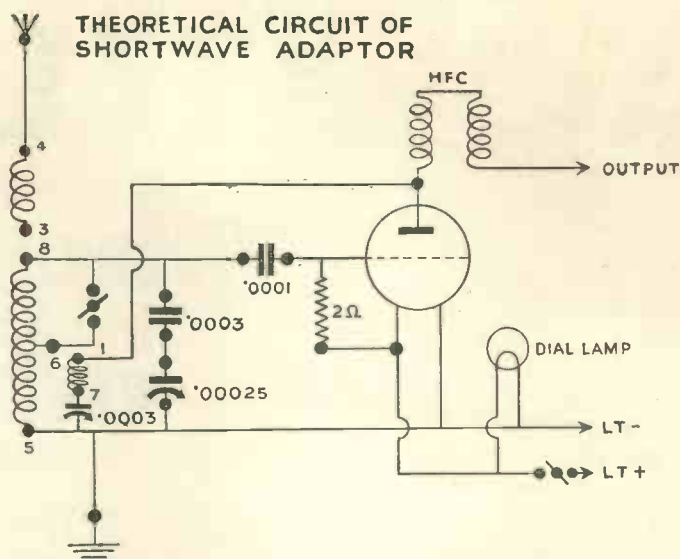 THEORETICAL CIRCUIT OF
SHORTWAVE ADAPTOR
HFC
4
OUTPUT
3
8
.0001
.0003
2Ω
DIAL LAMP
1
6
7
.00025
.0003
5
LT-
LT+